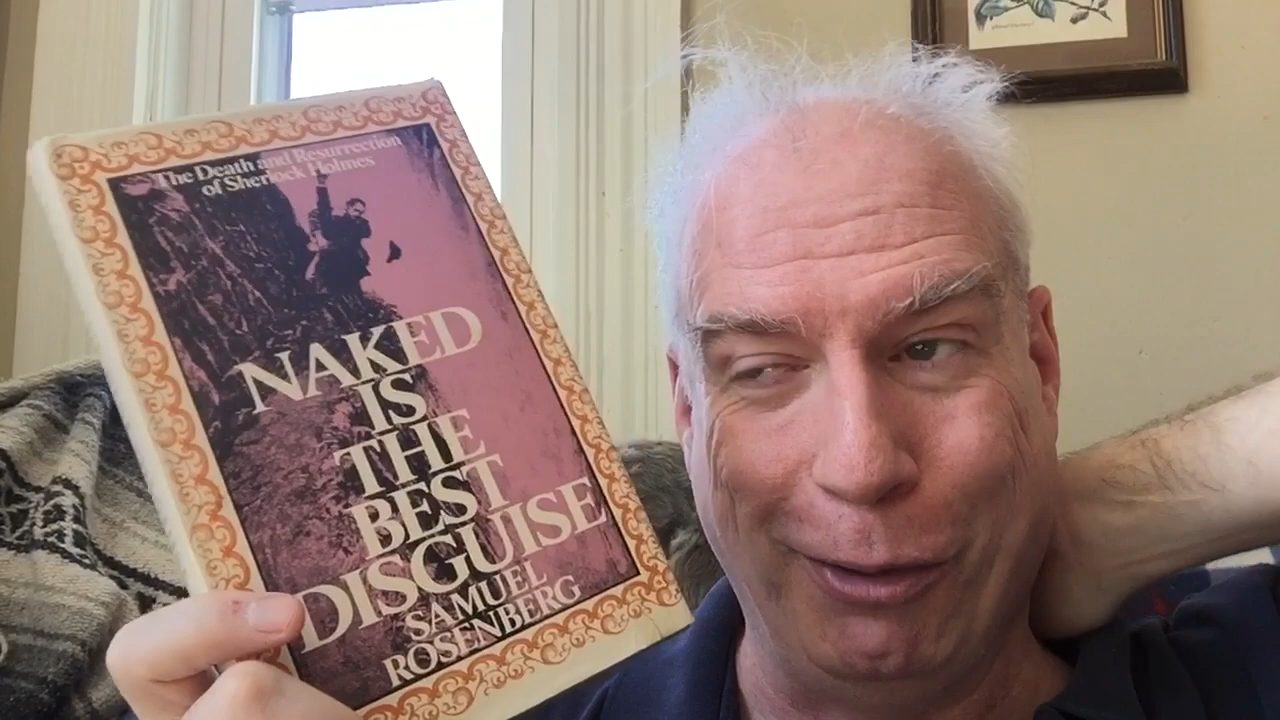 The Death and Resurrection
of Sherlock Holmes
NAKED
IS
THE
BEST
DISGUISE
SAMUEL
ROSENBERG